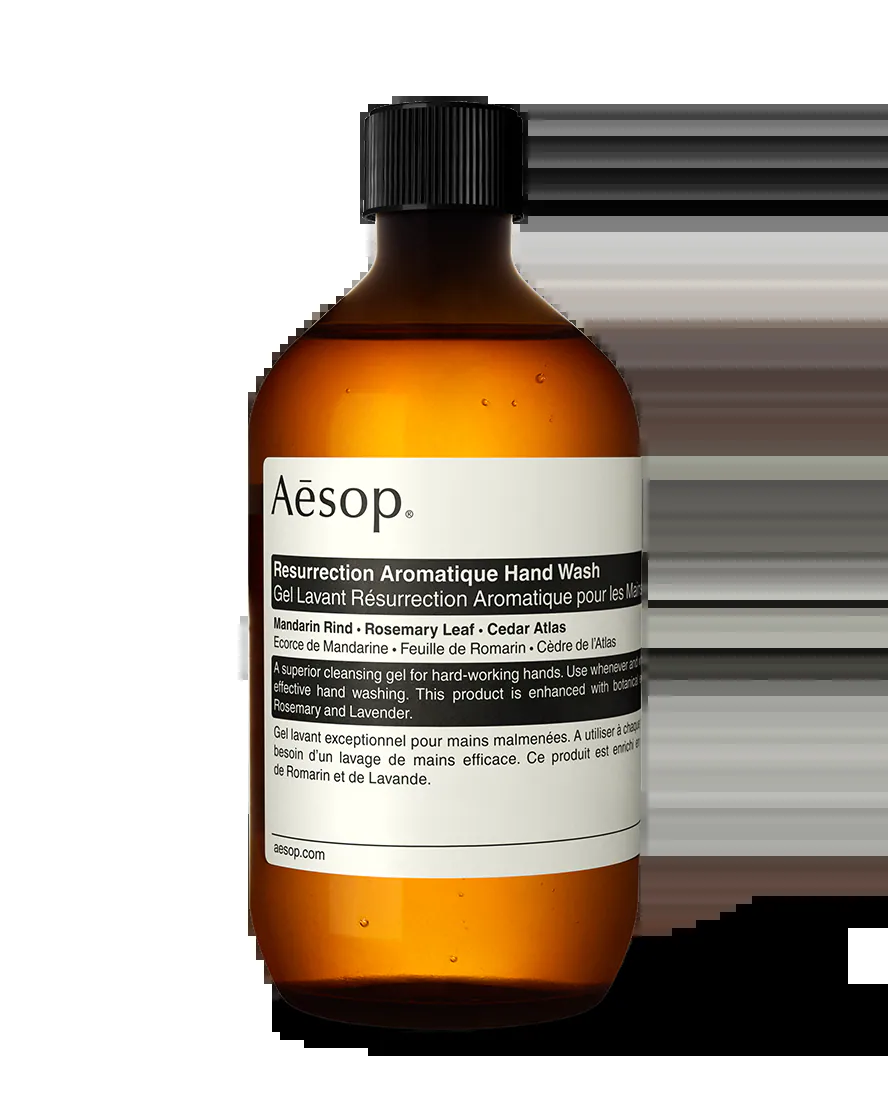 Aēsop®
Resurrection Aromatique Hand Wash
Gel Lavant Résurrection Aromatique pour les
Mandarin Rind • Rosemary Leaf • Cedar Atlas
Ecorce de Mandarine • Feuille de Romarin • Cèdre de l'Atlas
A superior cleansing gel for hard-working hands. Use whenever and
effective hand washing. This product is enhanced with botanical
Rosemary and Lavender.
Gel lavant exceptionnel pour mains malmenées. A utiliser à chaque
besoin d'un lavage de mains efficace. Ce produit est enrichi en
de Romarin et de Lavande.
aesop.com